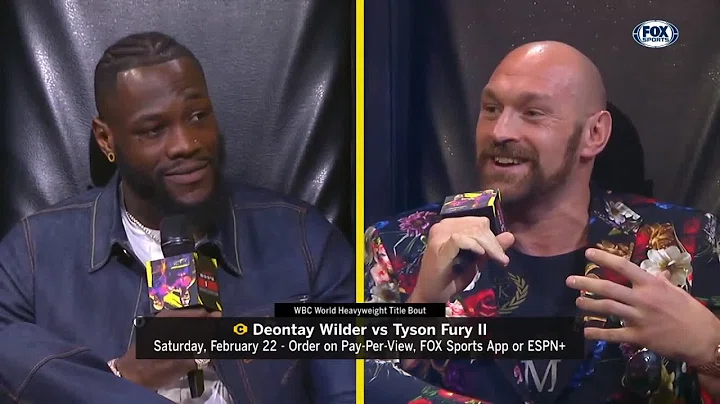 FOX
SPORTS
WBC World Heavyweight Title Bout
Deontay Wilder vs Tyson Fury II
Saturday, February 22 - Order on Pay-Per-View, FOX Sports App or ESPN+
M